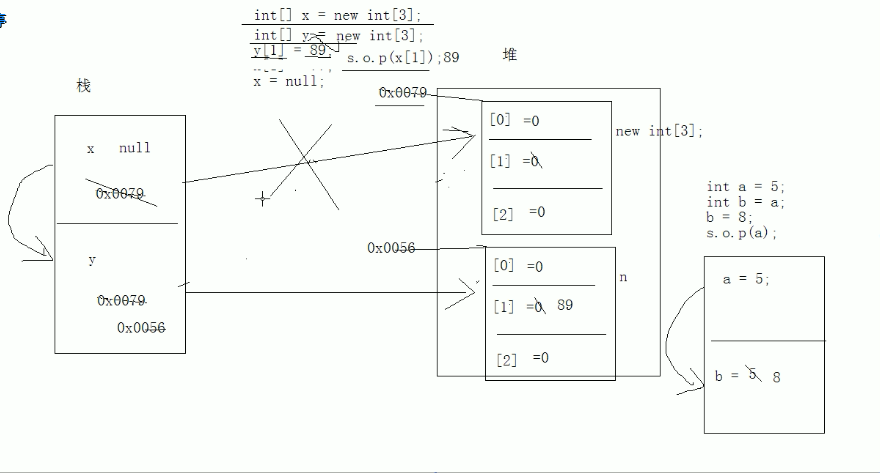 int[] x = new int[3];
int[] y = new int[3];
y[1] = 89;
s.o.p(x[1]);89
x = null;
堆
栈
0x0079
x null
0x0079
y
0x0079
0x0056
[0] =0
[1] =0
[2] =0
new int[3];
0x0056
[0] =0
[1] =0 89
[2] =0
n
int a = 5;
int b = a;
b = 8;
s.o.p(a);
a = 5;
b = 5 8